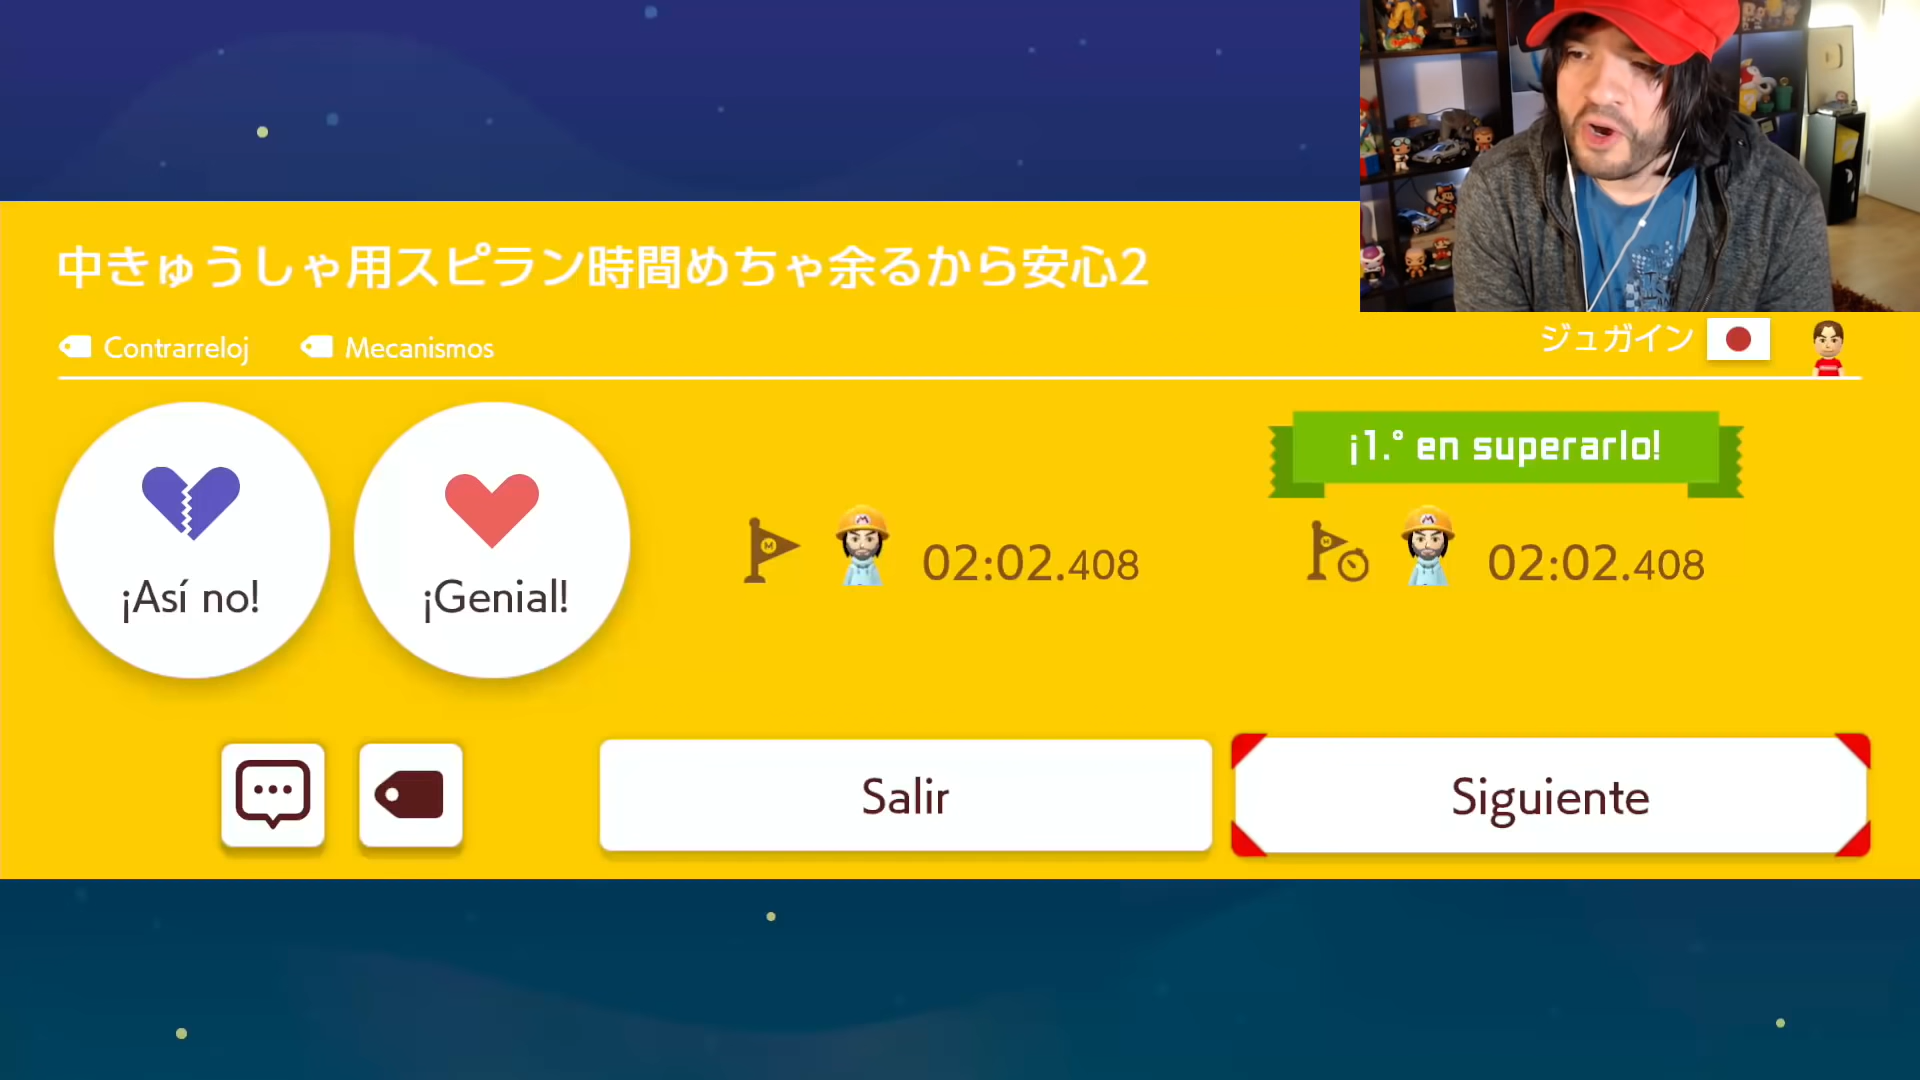 中きゅうしゃ用スピラン時間めちゃ余るから安心2
Contrarreloj Mecanismos
ジュガイン
¡1.° en superarlo!
¡Así no!
¡Genial!
02:02.408
02:02.408
Salir
Siguiente